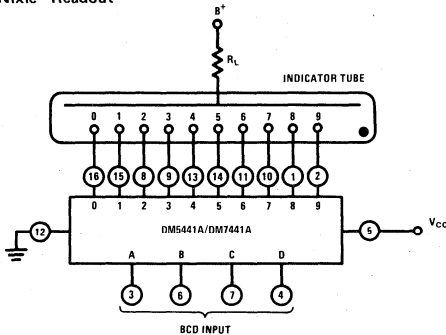 Nixie Readout
B+
RL
INDICATOR TUBE
0 1 2 3 4 5 6 7 8 9
16 15 8 9 13 14 11 10 1 2
0 1 2 3 4 5 6 7 8 9
12 DM5441A/DM7441A 5 VCC
A B C D
3 6 7 4
BCD INPUT